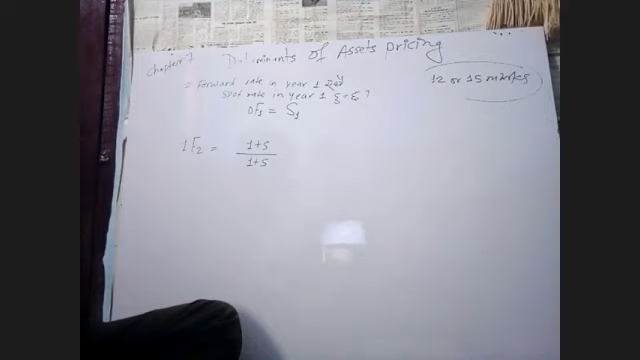 chapter-7 Determinants of Assets pricing
12 or 15 marks
= Forward rate in year 1
spot rate in year 1
0F1 = S1
1F2 = 1+s
1+s